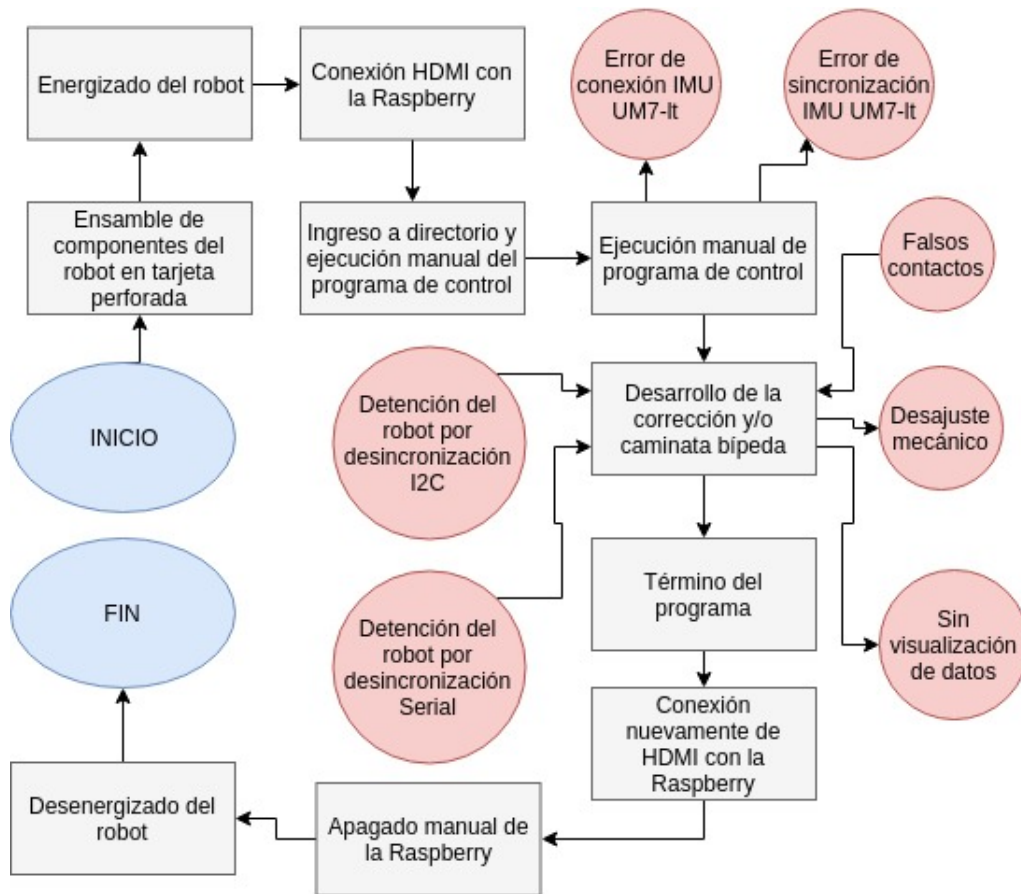 Energizado del robot
Conexión HDMI con
la Raspberry
Error de
conexión IMU
UM7-lt
Error de
sincronización
IMU UM7-lt
Ensamble de
componentes del
robot en tarjeta
perforada
Ingreso a directorio y
ejecución manual del
programa de control
Ejecución manual de
programa de control
Falsos
contactos
INICIO
Detención del
robot por
desincronización
I2C
Desarrollo de la
corrección y/o
caminata bípeda
Desajuste
mecánico
FIN
Detención del
robot por
desincronización
Serial
Término del
programa
Sin
visualización
de datos
Conexión
nuevamente de
HDMI con la
Raspberry
Desenergizado del
robot
Apagado manual de
la Raspberry